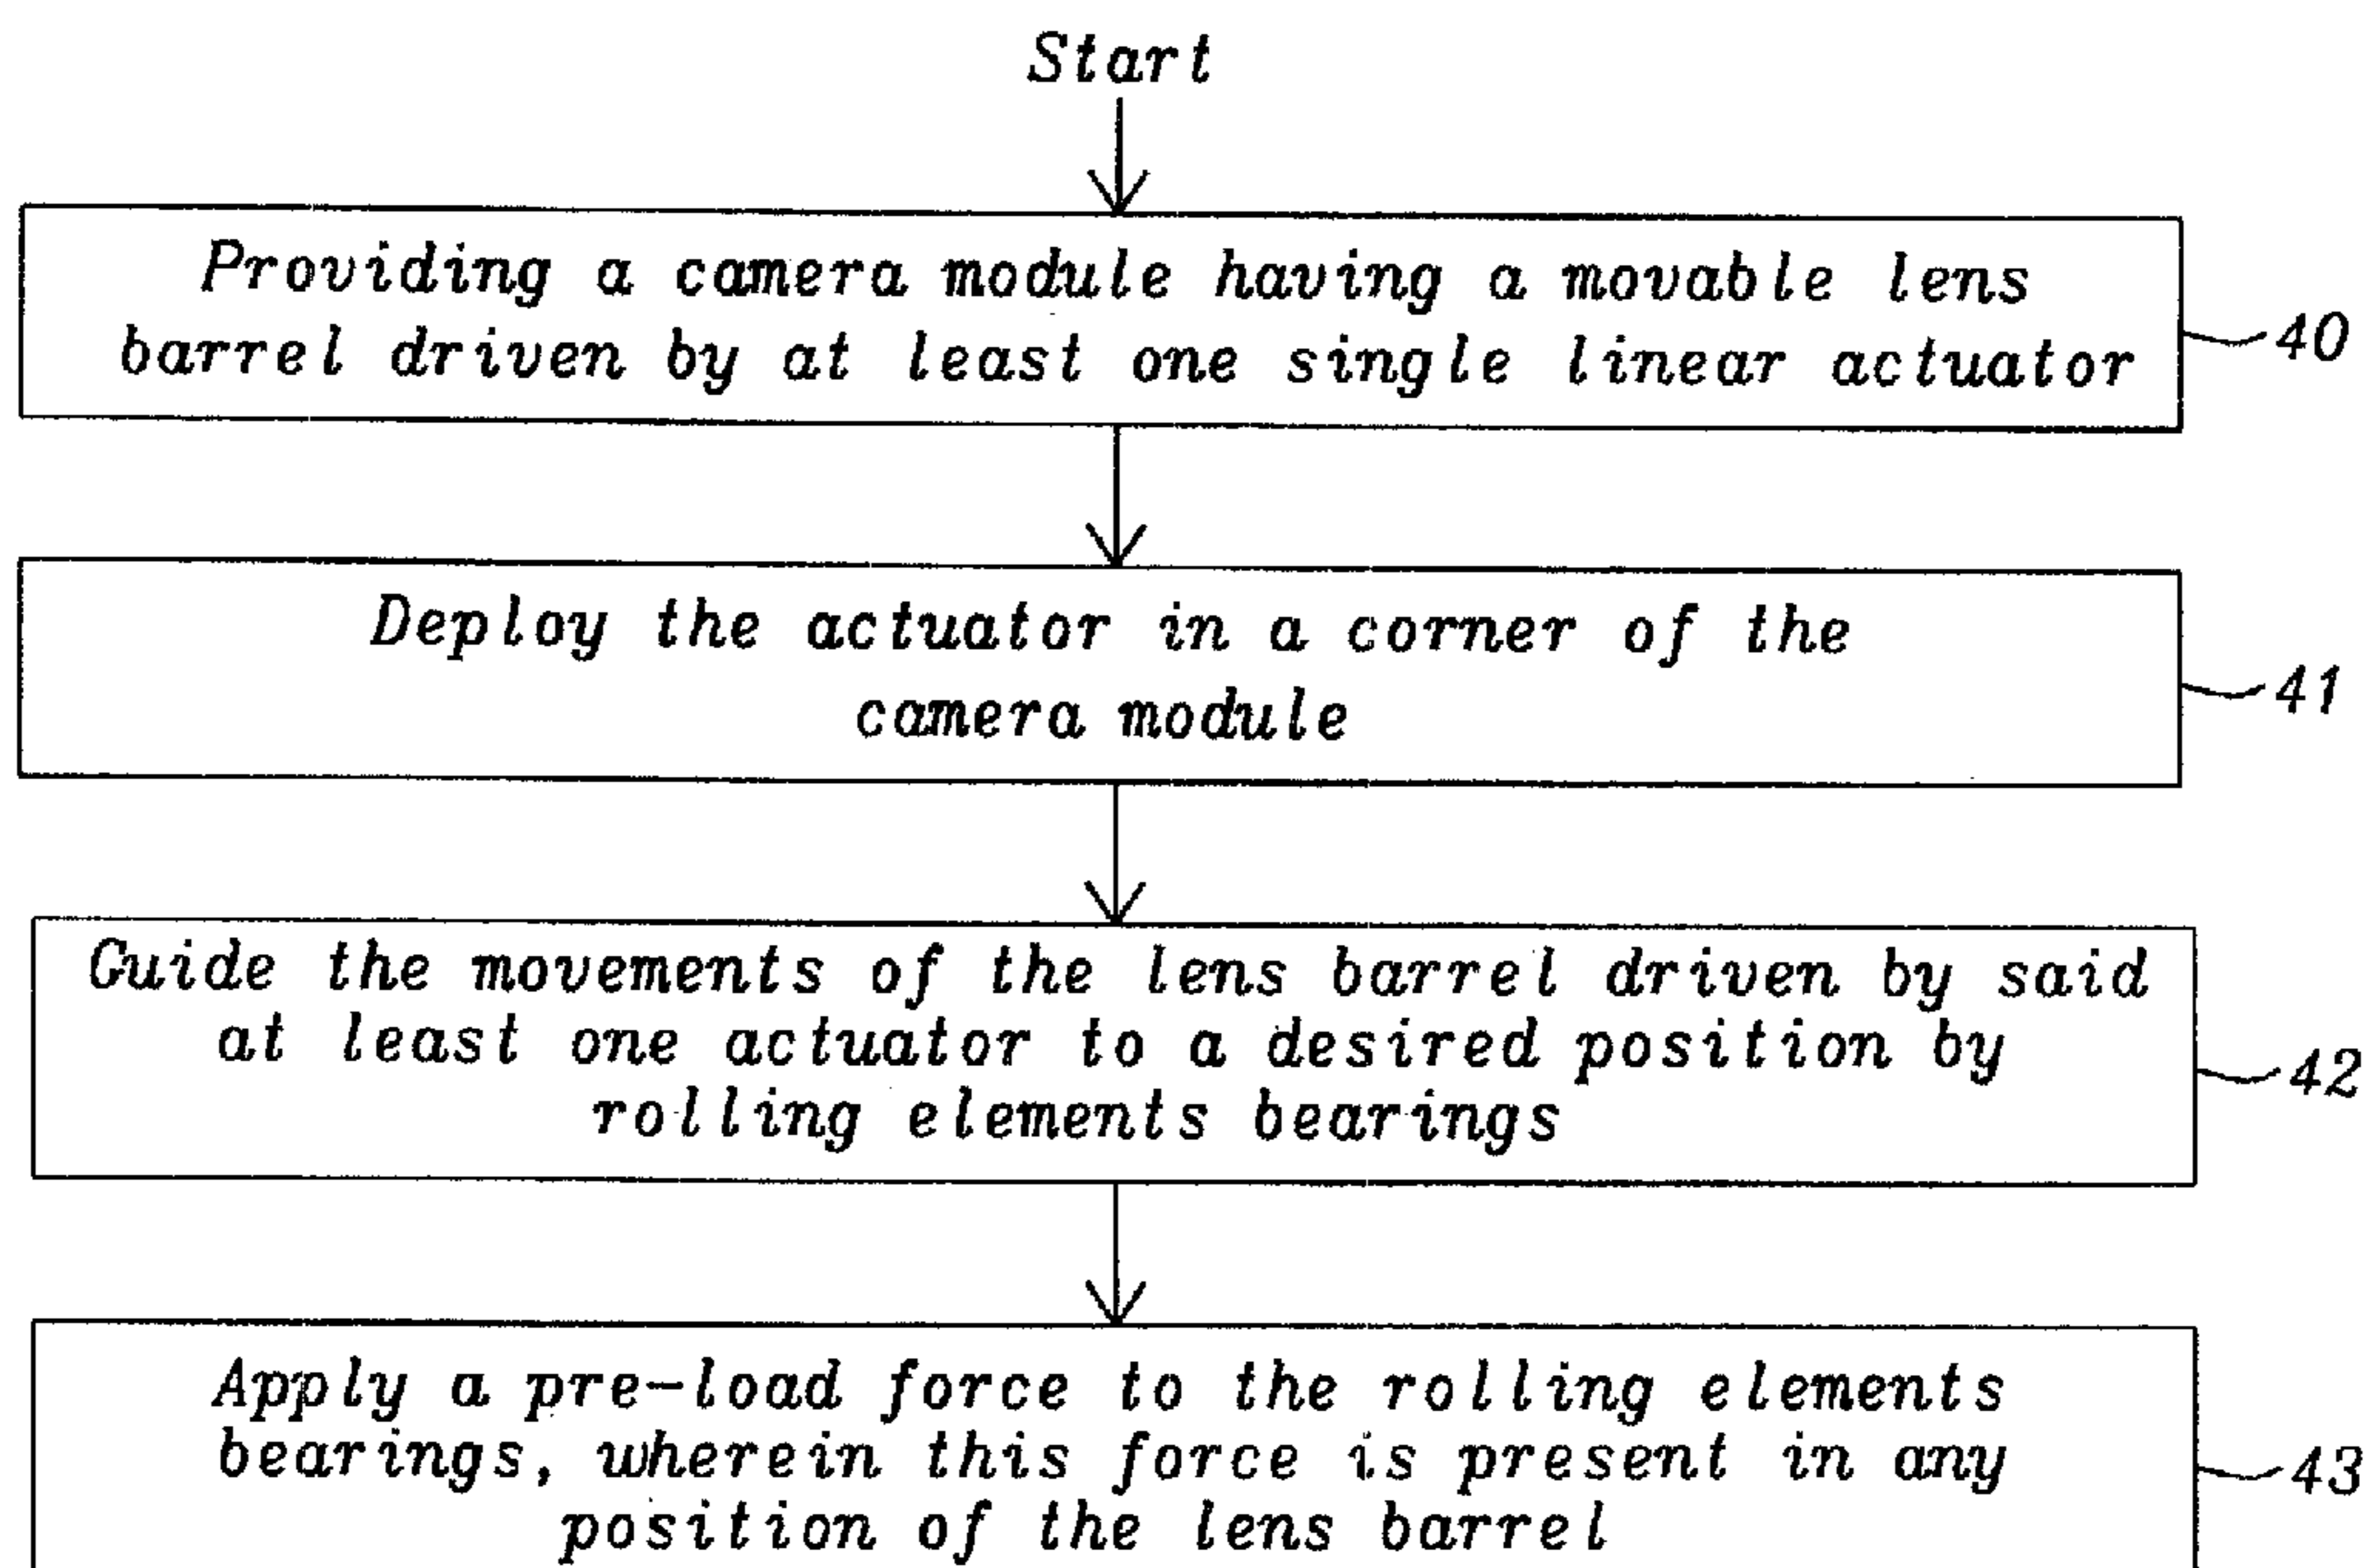 Start
Providing a camera module having a movable lens
barrel driven by at least one single linear actuator
40
Deploy the actuator in a corner of the
camera module
41
Guide the movements of the lens barrel driven by said
at least one actuator to a desired position by
rolling elements bearings
42
Apply a pre-load force to the rolling elements
bearings, wherein this force is present in any
position of the lens barrel
43